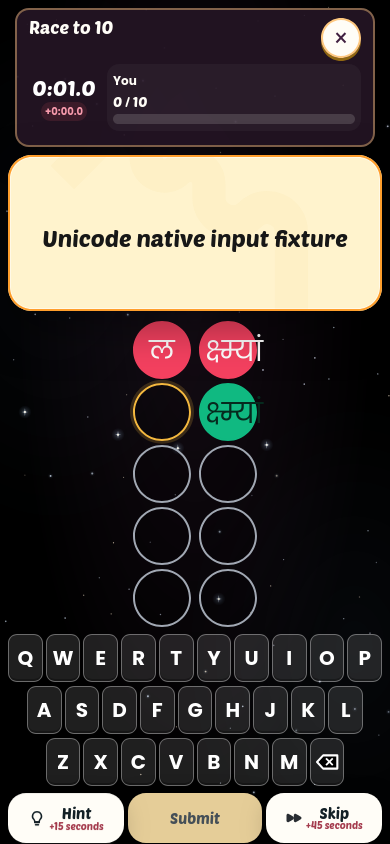 Race to 10
×
0:01.0
+0:00.0
You
0 / 10
Unicode native input fixture
ल क्ष्म्यां
क्ष्म्यां
Q W E R T Y U I O P
A S D F G H J K L
Z X C V B N M
Hint
+15 seconds
Submit
Skip
+45 seconds